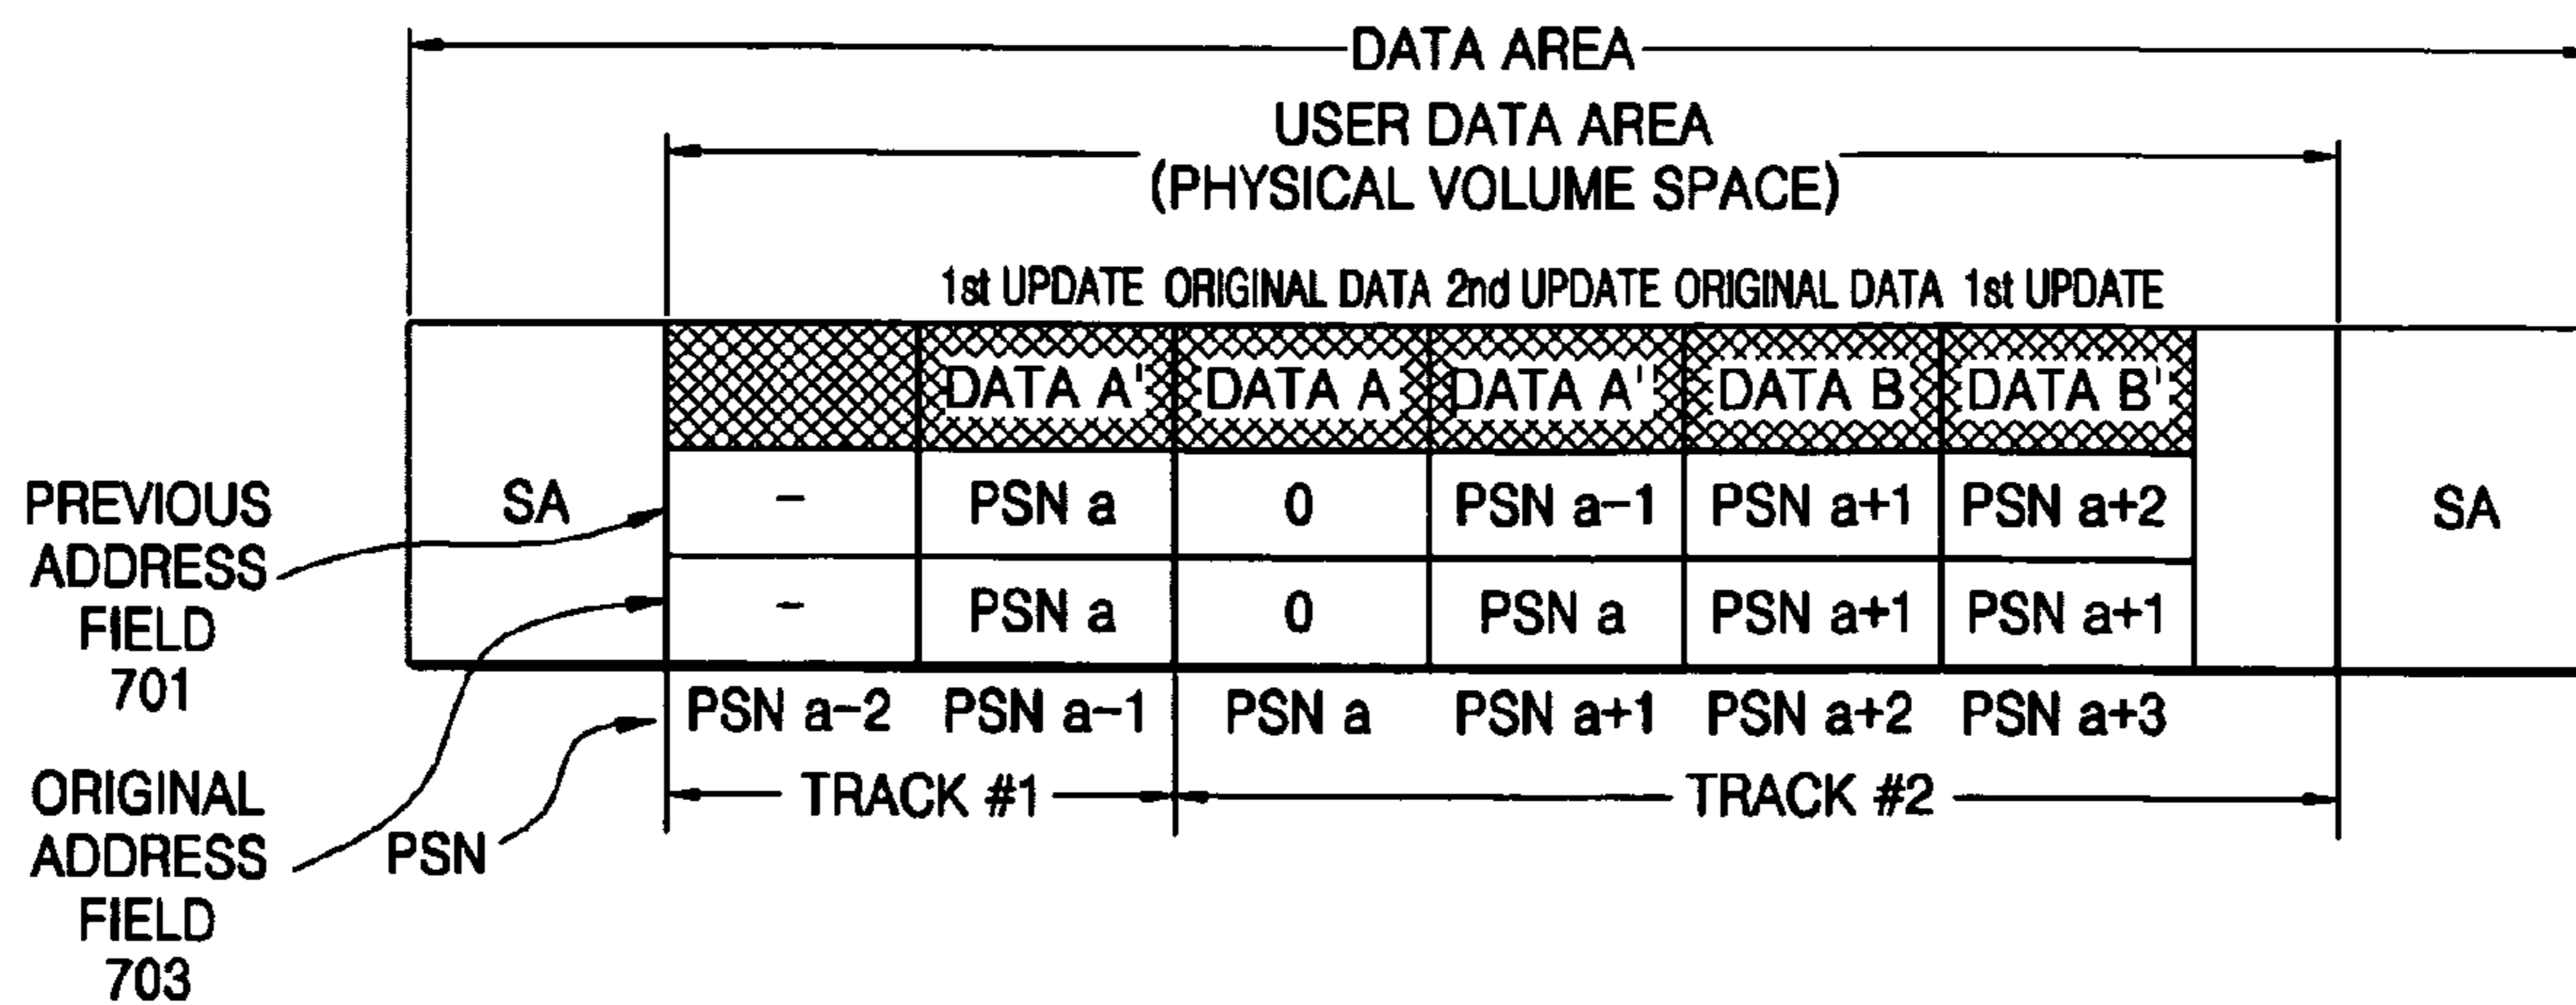 DATA AREA
USER DATA AREA
(PHYSICAL VOLUME SPACE)
1st UPDATE ORIGINAL DATA 2nd UPDATE ORIGINAL DATA 1st UPDATE
DATA A' DATA A DATA A' DATA B DATA B'
SA - PSN a 0 PSN a-1 PSN a+1 PSN a+2 SA
- PSN a 0 PSN a PSN a+1 PSN a+1
PSN a-2 PSN a-1 PSN a PSN a+1 PSN a+2 PSN a+3
TRACK #1 TRACK #2
PREVIOUS
ADDRESS
FIELD
701
ORIGINAL
ADDRESS
FIELD
703
PSN